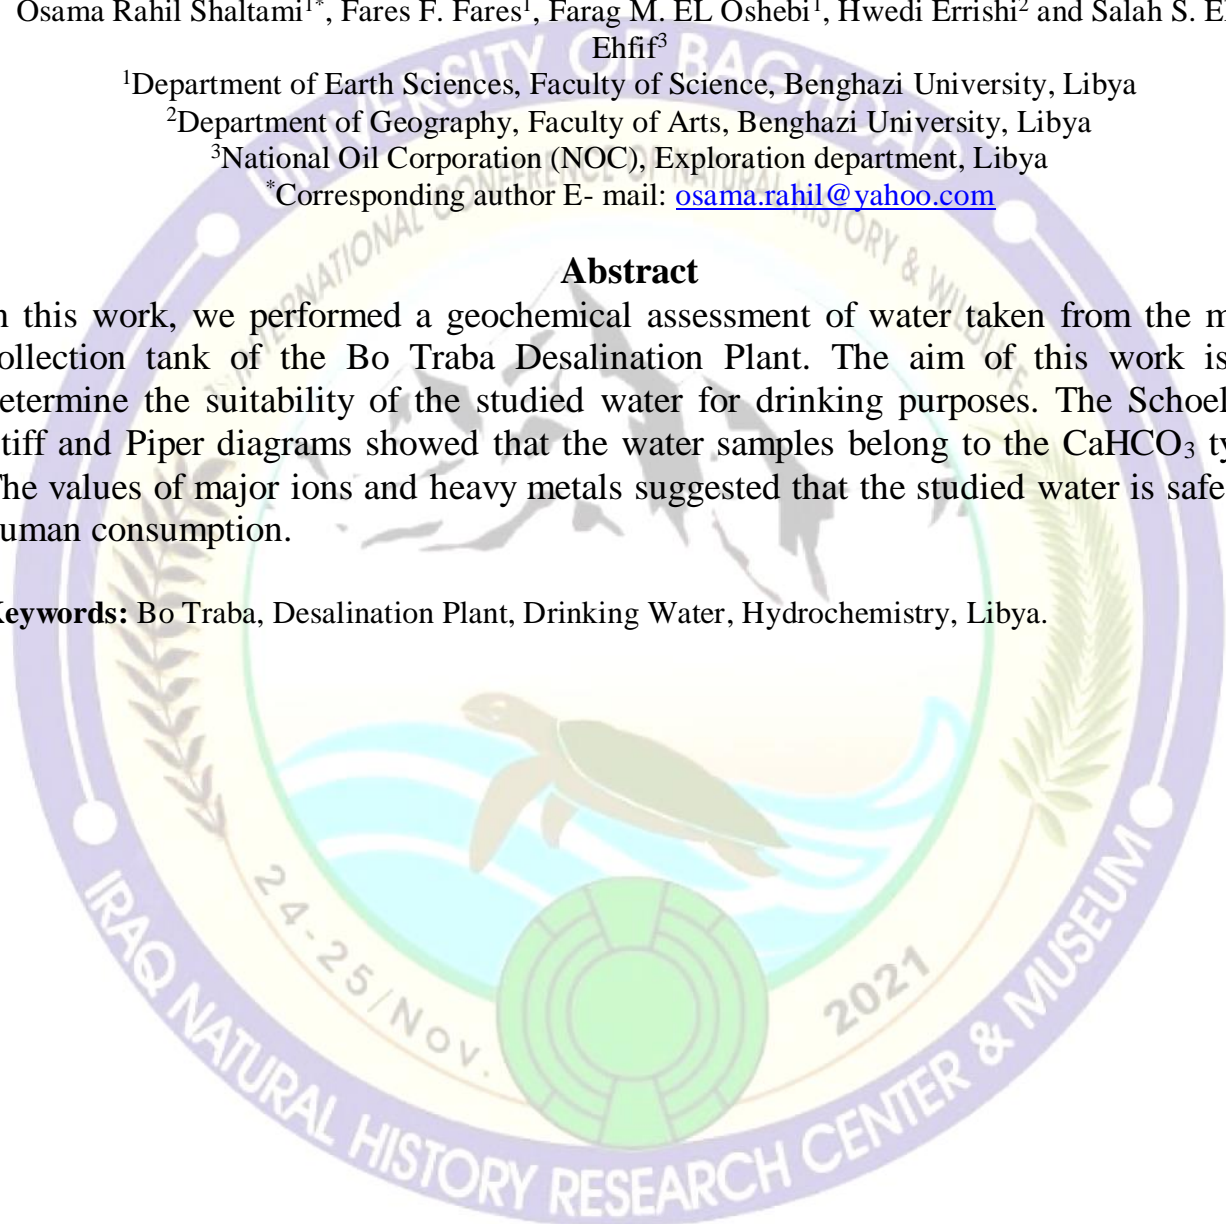 Osama Rahil Shaltami¹*, Fares F. Fares¹, Farag M. EL Oshebi¹, Hwedi Errishi² and Salah S. El
Ehfif³
¹Department of Earth Sciences, Faculty of Science, Benghazi University, Libya
²Department of Geography, Faculty of Arts, Benghazi University, Libya
³National Oil Corporation (NOC), Exploration department, Libya
*Corresponding author E- mail: osama.rahil@yahoo.com
Abstract
n this work, we performed a geochemical assessment of water taken from the m
ollection tank of the Bo Traba Desalination Plant. The aim of this work is
etermine the suitability of the studied water for drinking purposes. The Schoel
tiff and Piper diagrams showed that the water samples belong to the CaHCO₃ ty
The values of major ions and heavy metals suggested that the studied water is safe
uman consumption.
Keywords: Bo Traba, Desalination Plant, Drinking Water, Hydrochemistry, Libya.
UNIVERSITY OF BAGHDAD
INTERNATIONAL CONFERENCE OF NATURAL HISTORY & WILDLIFE
24-25/Nov. 2021
IRAQ NATURAL HISTORY RESEARCH CENTER & MUSEUM